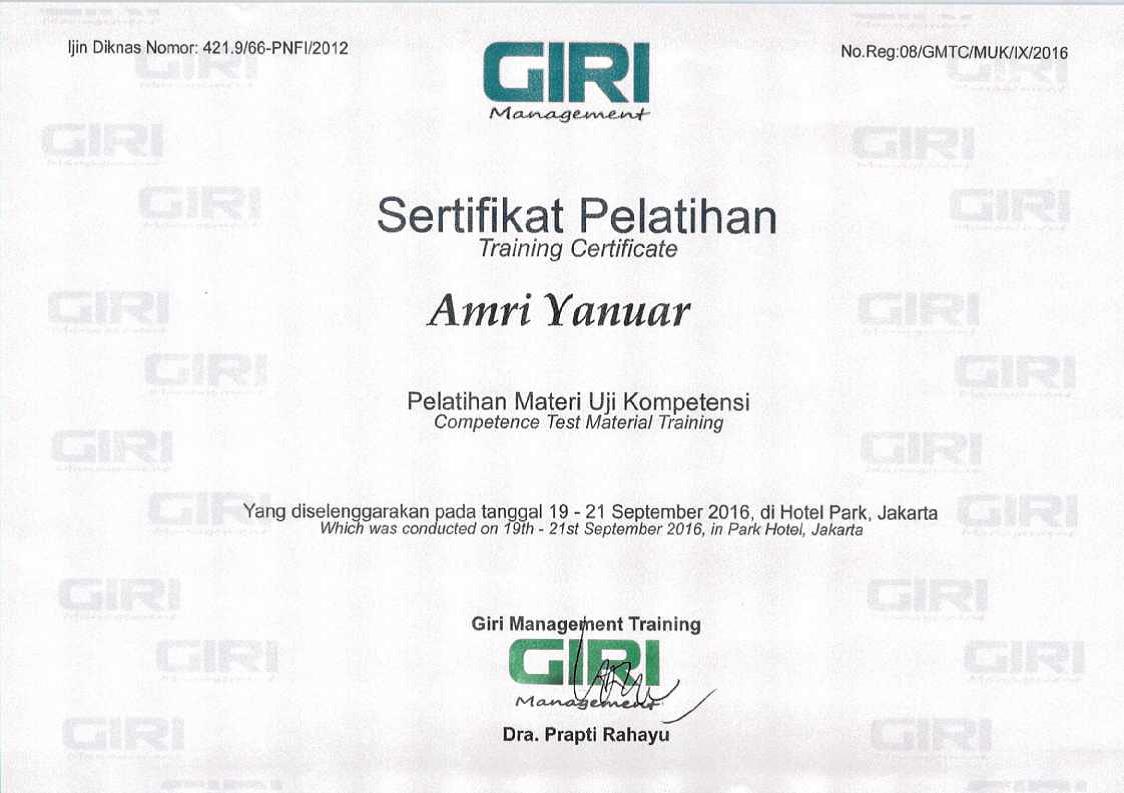 Ijin Diknas Nomor: 421.9/66-PNFI/2012
No.Reg:08/GMTC/MUK/IX/2016
GIRI
Management
Sertifikat Pelatihan
Training Certificate
Amri Yanuar
Pelatihan Materi Uji Kompetensi
Competence Test Material Training
Yang diselenggarakan pada tanggal 19 - 21 September 2016, di Hotel Park, Jakarta
Which was conducted on 19th - 21st September 2016, in Park Hotel, Jakarta
Giri Management Training
GIRI
Management
Dra. Prapti Rahayu